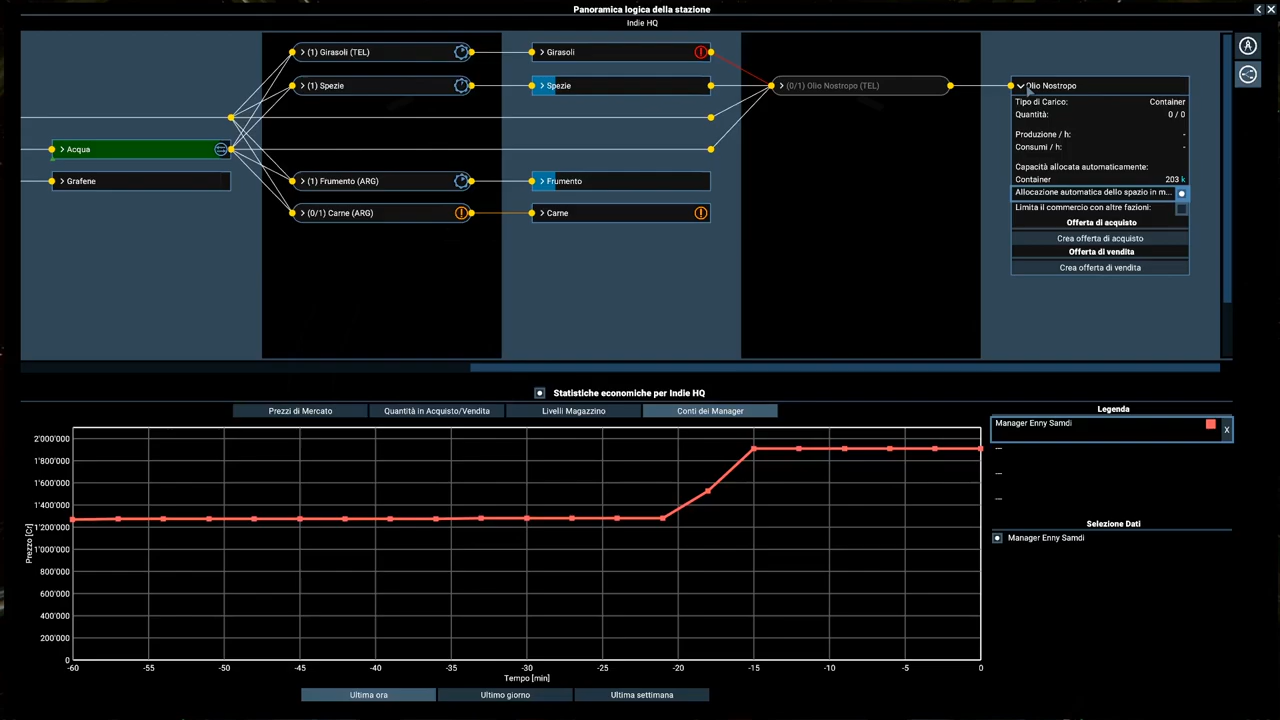 Panoramica logica della stazione
Indie HQ
(1) Girasoli (TEL)
Girasoli
(1) Spezie
Spezie
(0/1) Olio Nostropo (TEL)
Olio Nostropo
Tipo di Carico: Container
Quantità: 0 / 0
Produzione / h: -
Consumi / h: -
Capacità allocata automaticamente:
Container 203 k
Allocazione automatica dello spazio in m...
Limita il commercio con altre fazioni:
Offerta di acquisto
Crea offerta di acquisto
Offerta di vendita
Crea offerta di vendita
Acqua
Grafene
(1) Frumento (ARG)
Frumento
(0/1) Carne (ARG)
Carne
Statistiche economiche per Indie HQ
Prezzi di Mercato
Quantità in Acquisto/Vendita
Livelli Magazzino
Conti dei Manager
Legenda
Manager Enny Samdi
X
---
---
---
Selezione Dati
Manager Enny Samdi
Prezzo [Cr]
2'000'000
1'800'000
1'600'000
1'400'000
1'200'000
1'000'000
800'000
600'000
400'000
200'000
0
-60 -55 -50 -45 -40 -35 -30 -25 -20 -15 -10 -5 0
Tempo [min]
Ultima ora
Ultimo giorno
Ultima settimana